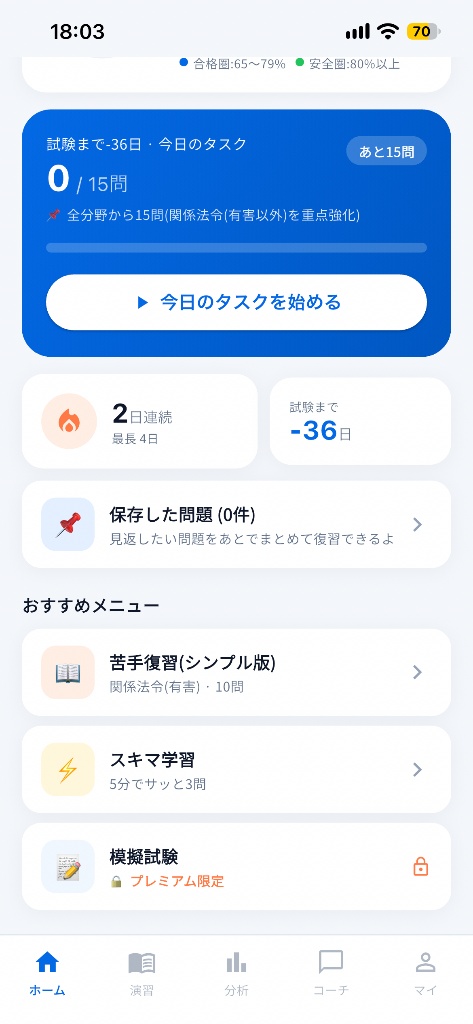 18:03
70
合格圏:65〜79%
安全圏:80%以上
試験まで-36日・今日のタスク
あと15問
0 / 15問
全分野から15問(関係法令(有害以外)を重点強化)
今日のタスクを始める
2日連続
最長 4日
試験まで
-36日
保存した問題 (0件)
見返したい問題をあとでまとめて復習できるよ
おすすめメニュー
苦手復習(シンプル版)
関係法令(有害)・10問
スキマ学習
5分でサッと3問
模擬試験
プレミアム限定
ホーム
演習
分析
コーチ
マイ